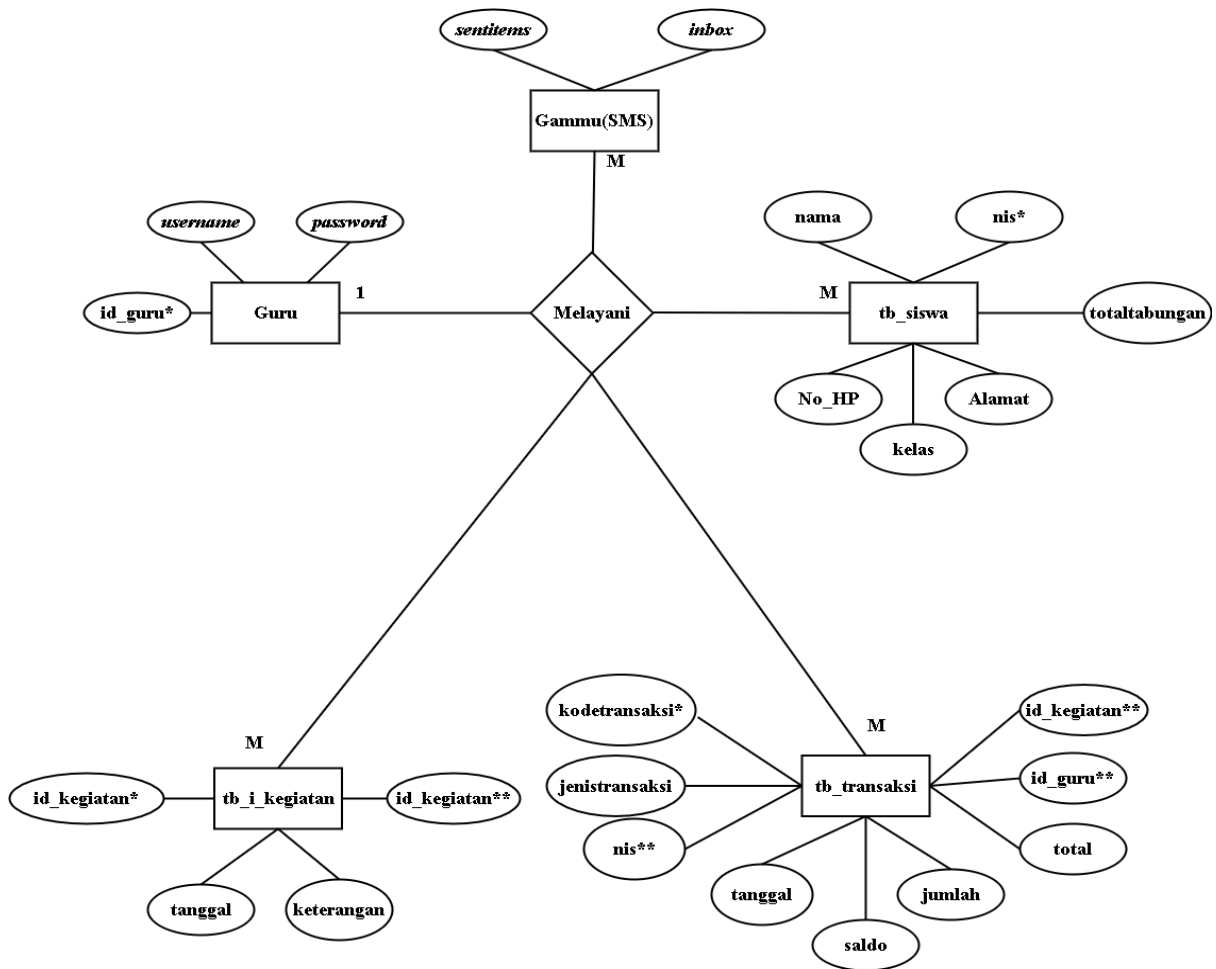 sentitems
inbox
Gammu(SMS)
M
username
password
nama
nis*
id_guru*
Guru
1
Melayani
M
tb_siswa
totaltabungan
No_HP
Alamat
kelas
kodetransaksi*
id_kegiatan**
M
M
id_kegiatan*
tb_i_kegiatan
id_kegiatan**
jenistransaksi
tb_transaksi
id_guru**
nis**
total
tanggal
keterangan
tanggal
jumlah
saldo